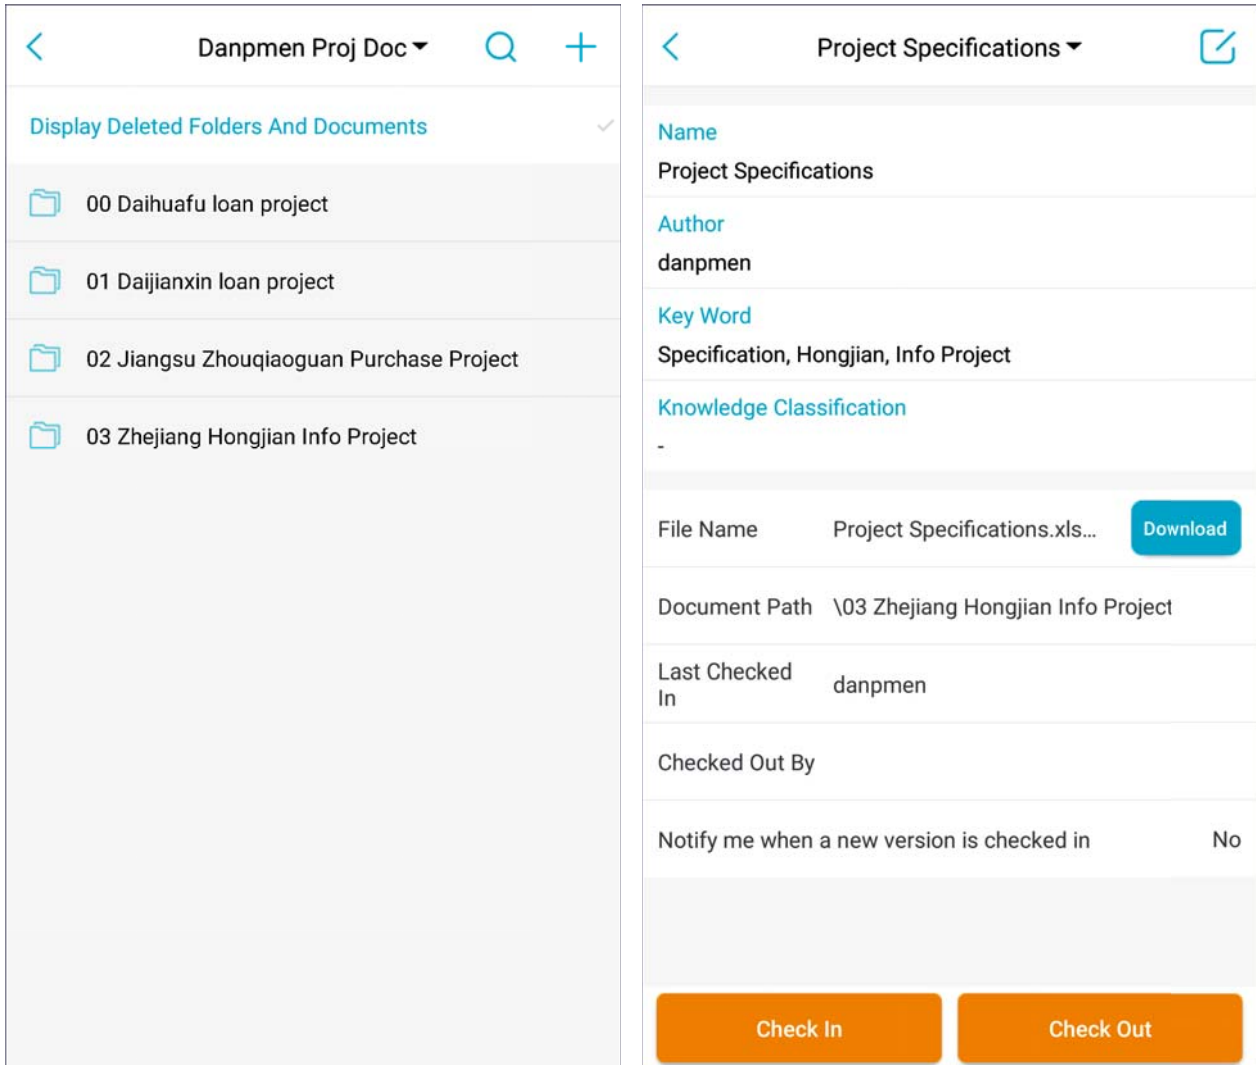 Danpmen Proj Doc
Display Deleted Folders And Documents
00 Daihuafu loan project
01 Daijianxin loan project
02 Jiangsu Zhouqiaoguan Purchase Project
03 Zhejiang Hongjian Info Project
Project Specifications
Name
Project Specifications
Author
danpmen
Key Word
Specification, Hongjian, Info Project
Knowledge Classification
-
File Name Project Specifications.xls... Download
Document Path \03 Zhejiang Hongjian Info Project
Last Checked
In danpmen
Checked Out By
Notify me when a new version is checked in No
Check In Check Out